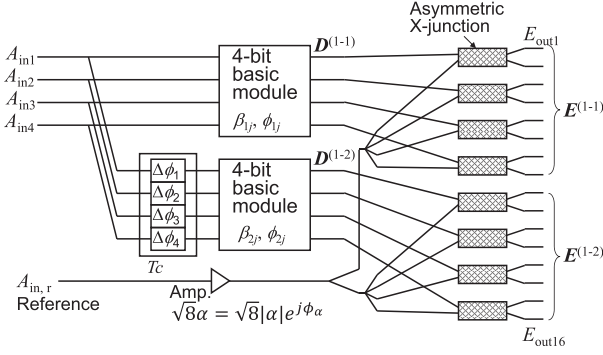 Asymmetric
X-junction
A_in1
A_in2
A_in3
A_in4
4-bit
basic
module
β_1j, ϕ_1j
D^(1-1)
E_out1
E^(1-1)
Δϕ_1
Δϕ_2
Δϕ_3
Δϕ_4
Tc
4-bit
basic
module
β_2j, ϕ_2j
D^(1-2)
E^(1-2)
E_out16
A_in, r
Reference
Amp.
√8α = √8|α|e^jϕ_α